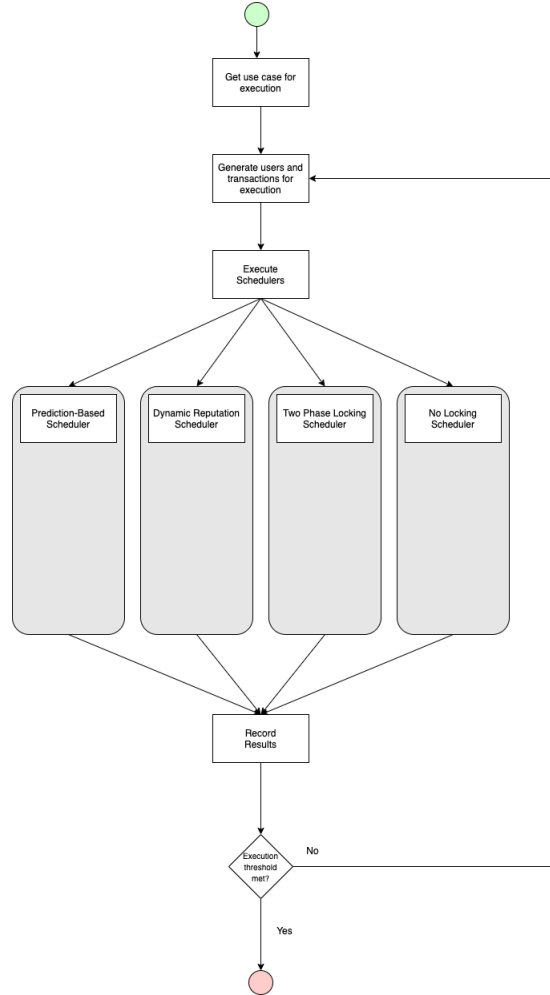 Get use case for
execution
Generate users and
transactions for
execution
Execute
Schedulers
Prediction-Based
Scheduler
Dynamic Reputation
Scheduler
Two Phase Locking
Scheduler
No Locking
Scheduler
Record
Results
Execution
threshold
met?
No
Yes